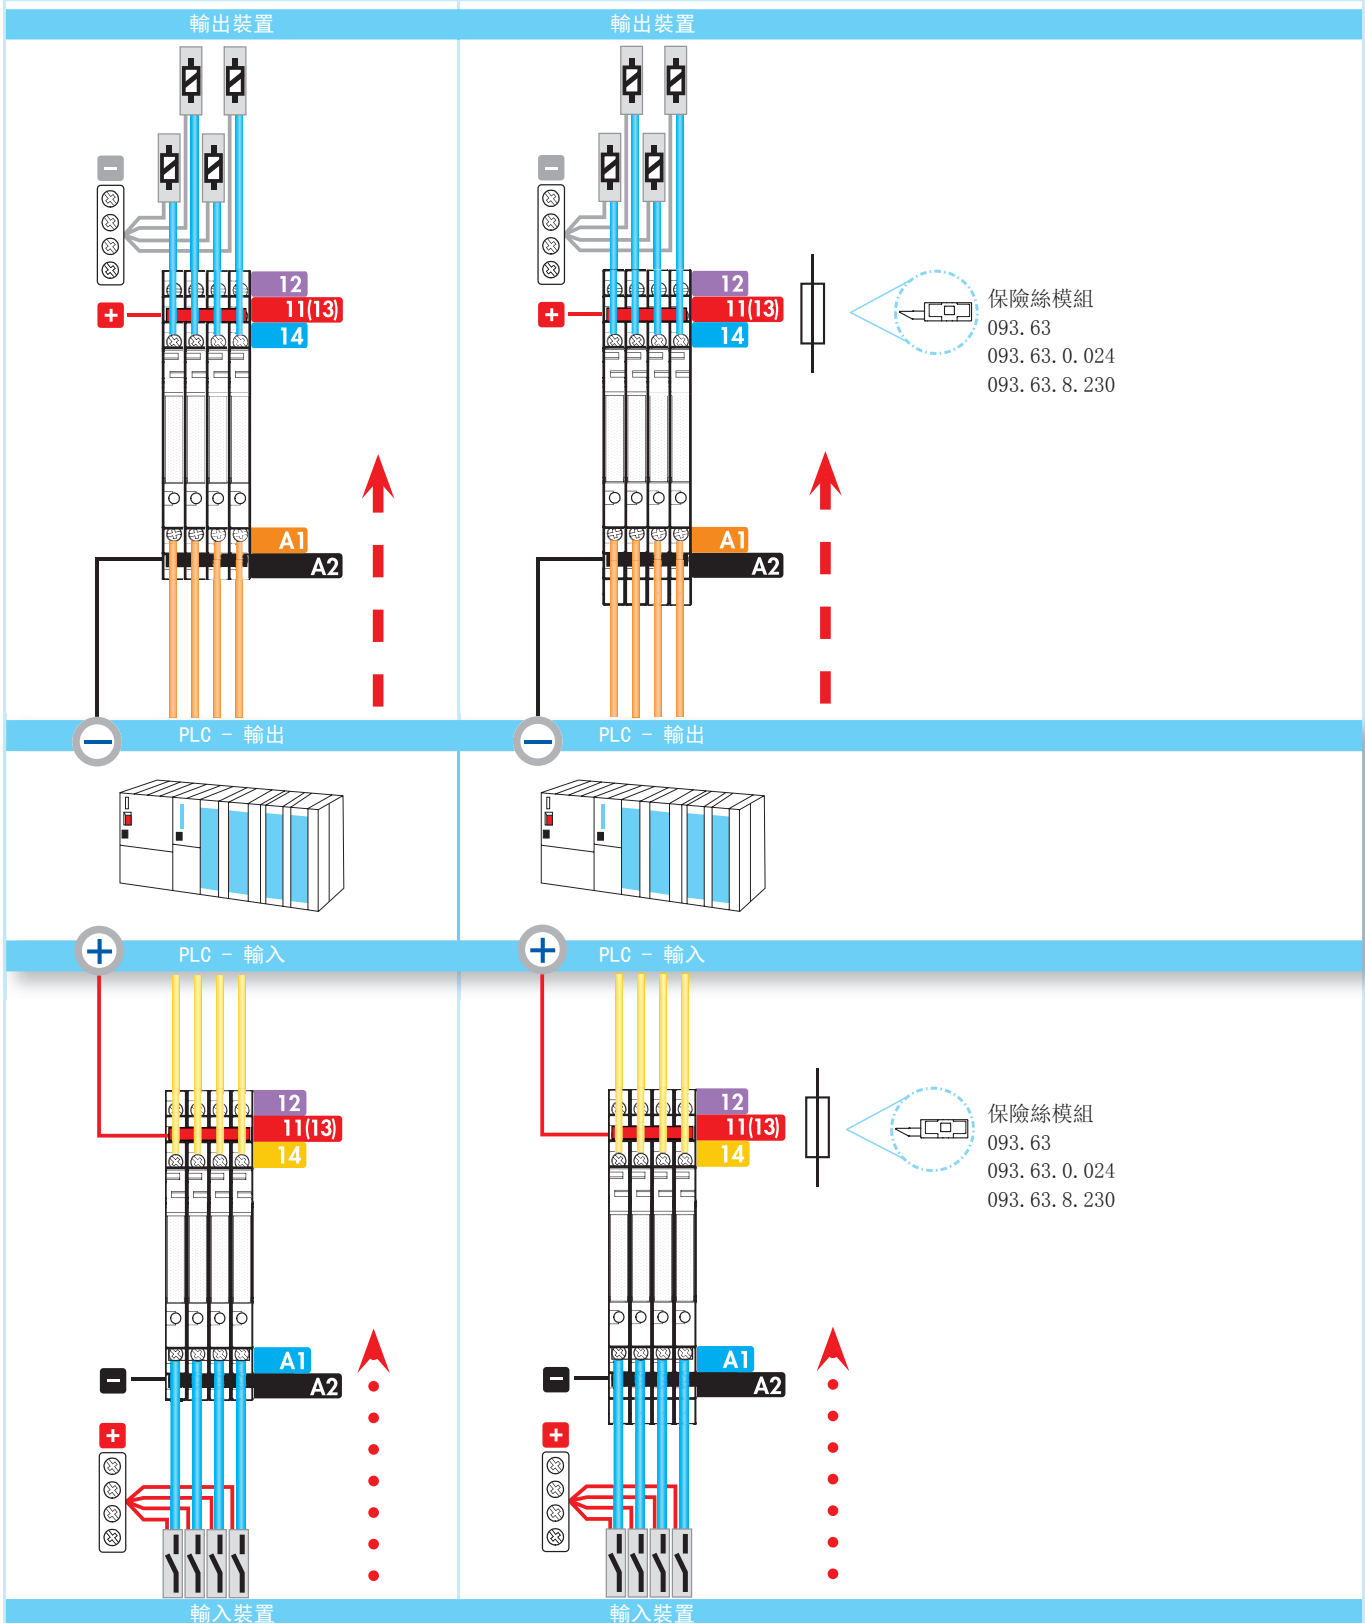 輸出裝置
輸出裝置
−
−
12
11(13)
14
+
12
11(13)
14
+
保險絲模組
093.63
093.63.0.024
093.63.8.230
A1
A2
A1
A2
PLC - 輸出
PLC - 輸出
PLC - 輸入
PLC - 輸入
12
11(13)
14
12
11(13)
14
保險絲模組
093.63
093.63.0.024
093.63.8.230
A1
A2
−
A1
A2
−
+
+
輸入裝置
輸入裝置